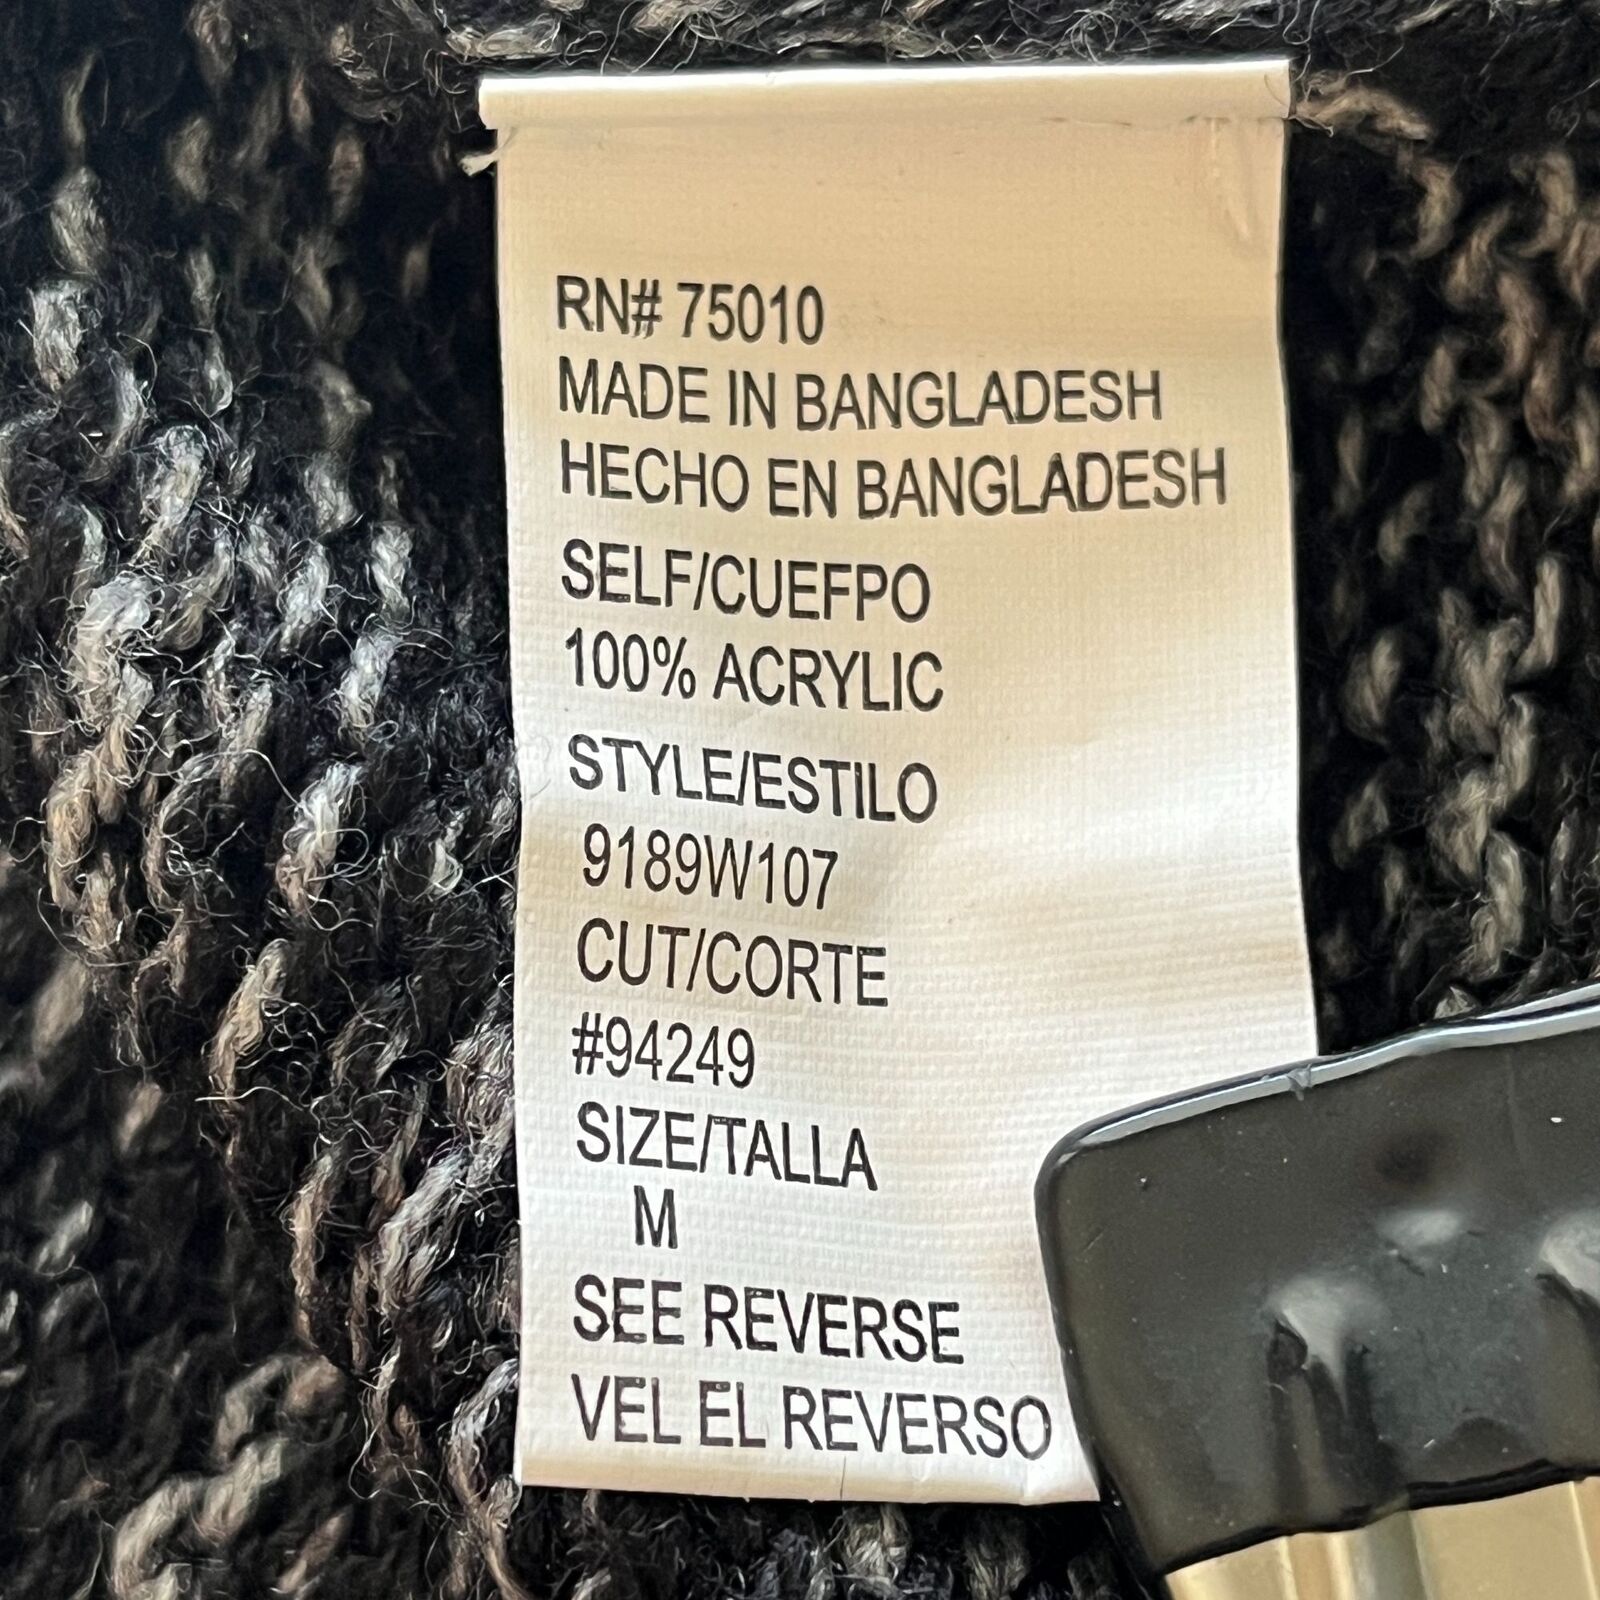 RN# 75010
MADE IN BANGLADESH
HECHO EN BANGLADESH
SELF/CUEFPO
100% ACRYLIC
STYLE/ESTILO
9189W107
CUT/CORTE
#94249
SIZE/TALLA
M
SEE REVERSE
VEL EL REVERSO